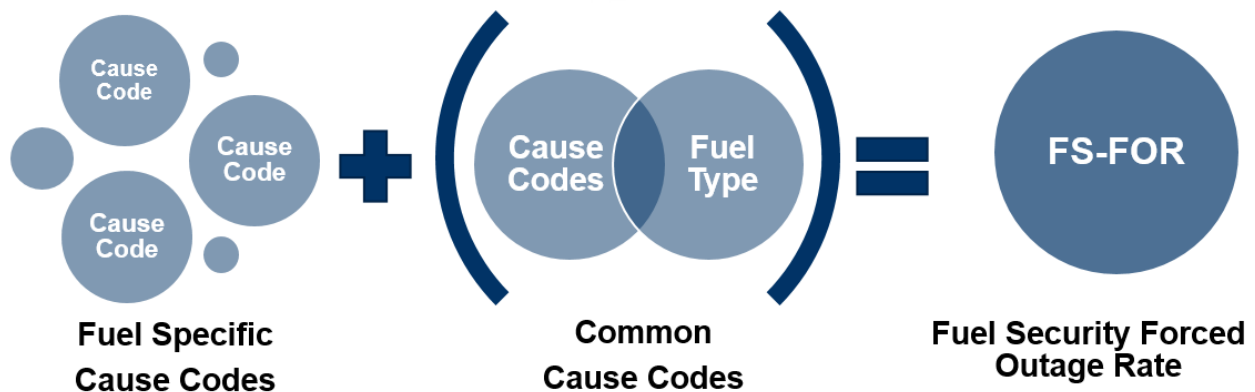 Cause
Code
Cause
Code
Cause
Code
Fuel Specific
Cause Codes
Cause
Codes
Fuel
Type
Common
Cause Codes
FS-FOR
Fuel Security Forced
Outage Rate